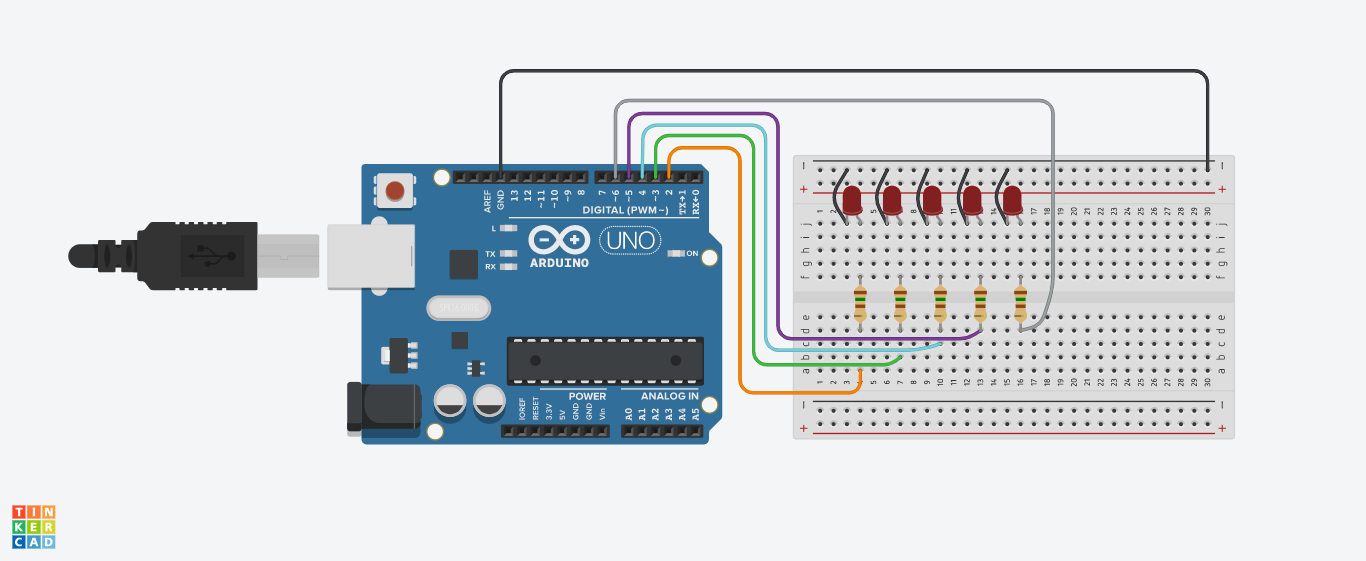 AREF
GND
13
12
~11
~10
~9
8
7
~6
~5
4
~3
2
TX→1
RX←0
DIGITAL (PWM~)
L
TX
RX
ARDUINO
UNO
ON
POWER
ANALOG IN
IOREF
RESET
3.3V
5V
GND
GND
Vin
A0
A1
A2
A3
A4
A5
j
i
h
g
f
e
d
c
b
a
j
i
h
g
f
e
d
c
b
a
1 2 3 4 5 6 7 8 9 10 11 12 13 14 15 16 17 18 19 20 21 22 23 24 25 26 27 28 29 30
TIN
KER
CAD